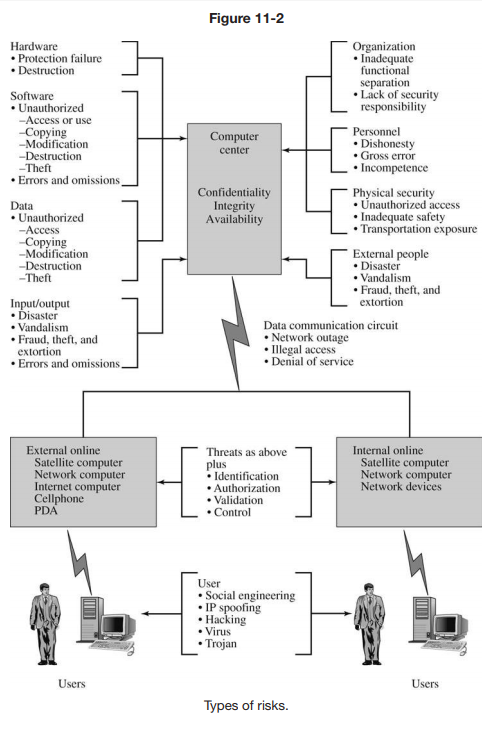 Figure 11-2
Hardware
• Protection failure
• Destruction
Software
• Unauthorized
–Access or use
–Copying
–Modification
–Destruction
–Theft
• Errors and omissions
Data
• Unauthorized
–Access
–Copying
–Modification
–Destruction
–Theft
Input/output
• Disaster
• Vandalism
• Fraud, theft, and
extortion
• Errors and omissions
Computer
center
Confidentiality
Integrity
Availability
Organization
• Inadequate
functional
separation
• Lack of security
responsibility
Personnel
• Dishonesty
• Gross error
• Incompetence
Physical security
• Unauthorized access
• Inadequate safety
• Transportation exposure
External people
• Disaster
• Vandalism
• Fraud, theft, and
extortion
Data communication circuit
• Network outage
• Illegal access
• Denial of service
External online
Satellite computer
Network computer
Internet computer
Cellphone
PDA
Threats as above
plus
• Identification
• Authorization
• Validation
• Control
Internal online
Satellite computer
Network computer
Network devices
User
• Social engineering
• IP spoofing
• Hacking
• Virus
• Trojan
Users
Users
Types of risks.